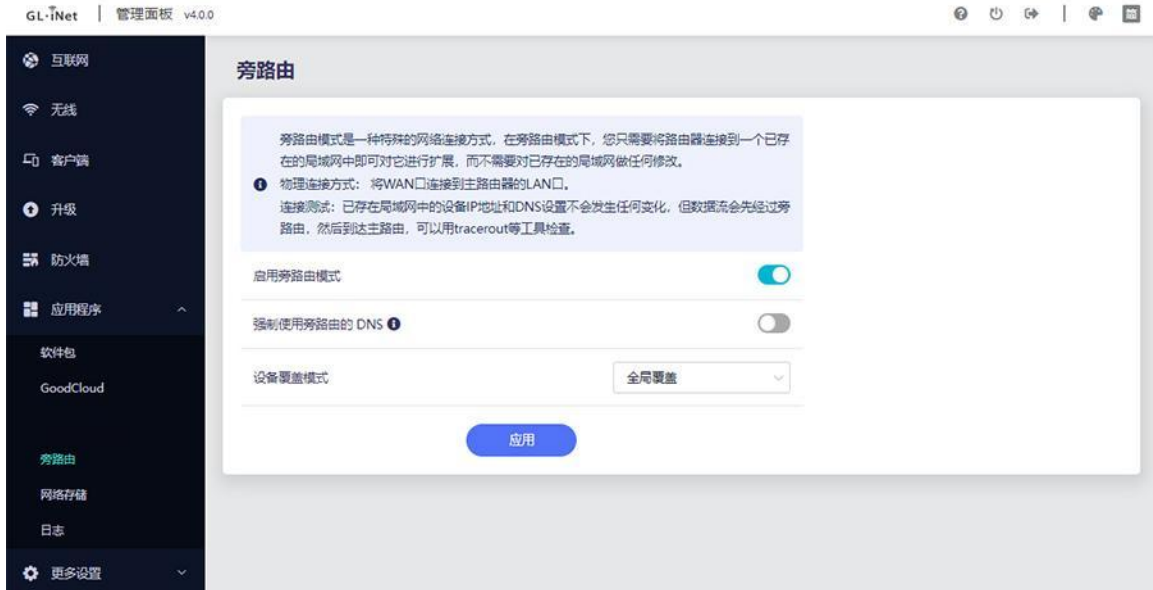 GL·iNet | 管理面板 v4.0.0
简
互联网
无线
客户端
升级
防火墙
应用程序
软件包
GoodCloud
旁路由
网络存储
日志
更多设置
旁路由
旁路由模式是一种特殊的网络连接方式，在旁路由模式下，您只需要将路由器连接到一个已存
在的局域网中即可对它进行扩展，而不需要对已存在的局域网做任何修改。
物理连接方式： 将WAN口连接到主路由器的LAN口。
连接测试：已存在局域网中的设备IP地址和DNS设置不会发生任何变化，但数据流会先经过旁
路由，然后到达主路由，可以用tracerout等工具检查。
启用旁路由模式
强制使用旁路由的 DNS
设备覆盖模式
全局覆盖
应用